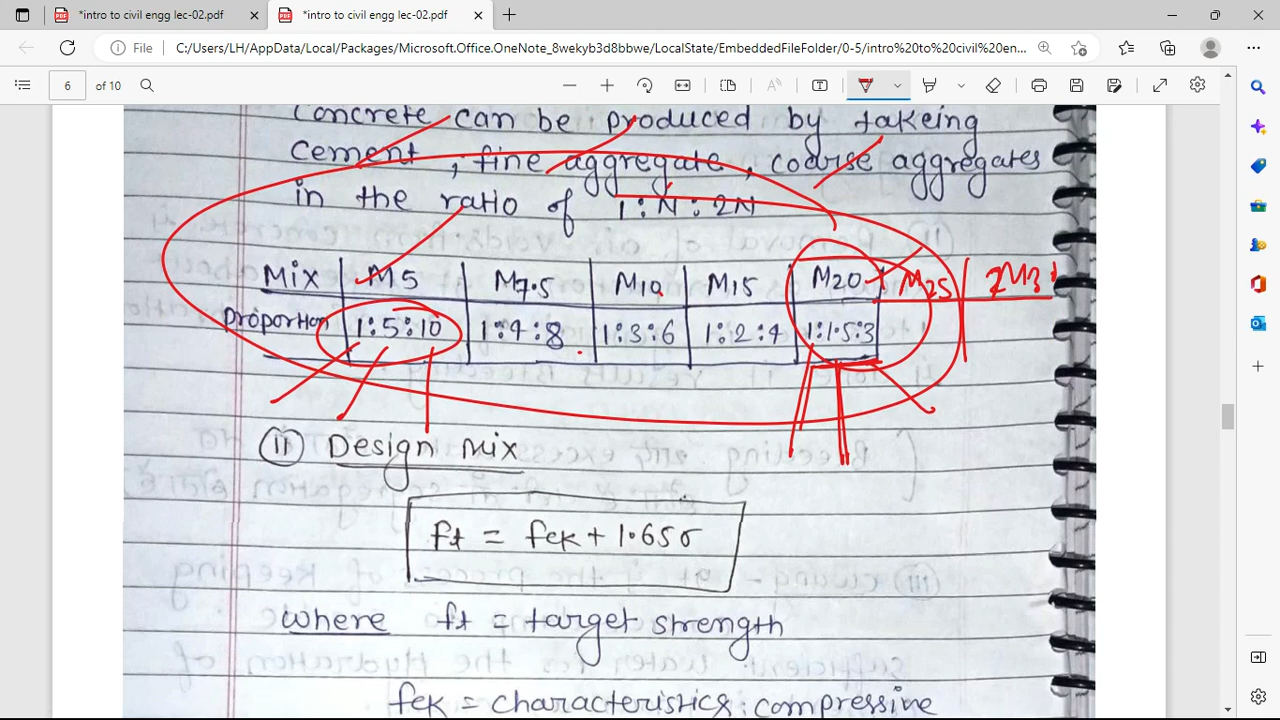 *intro to civil engg lec-02.pdf
*intro to civil engg lec-02.pdf
File
C:/Users/LH/AppData/Local/Packages/Microsoft.Office.OneNote_8wekyb3d8bbwe/LocalState/EmbeddedFileFolder/0-5/intro%20to%20civil%20en...
6 of 10
Concrete can be produced by takeing
cement, fine aggregate, coarse aggregates
in the ratio of 1:N:2N
Mix M5 M7.5 M10 M15 M20 M25
proportion 1:5:10 1:4:8 1:3:6 1:2:4 1:1.5:3
(ii) Design Mix
ft = fck + 1.65σ
where ft = target strength
fck = characteristics compressive